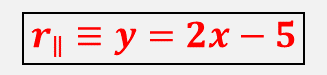 r∥ ≡ y = 2x − 5